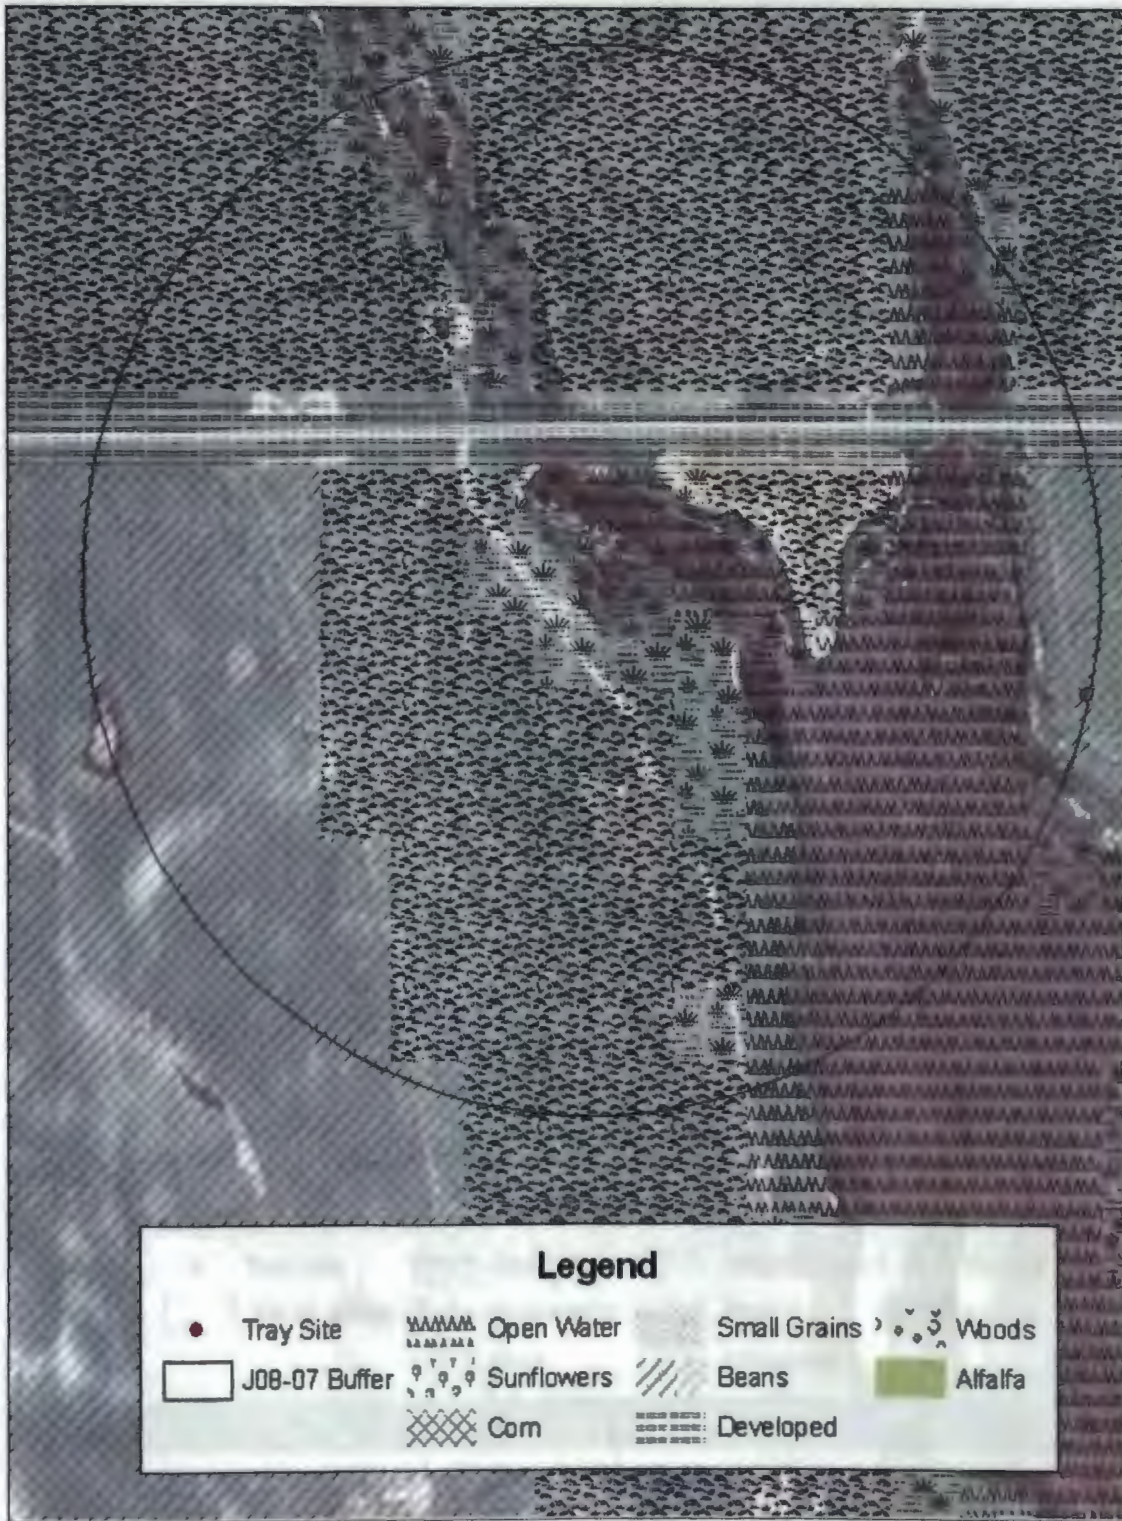 Legend
Tray Site
Open Water
Small Grains
Woods
J08-07 Buffer
Sunflowers
Beans
Alfalfa
Corn
Developed